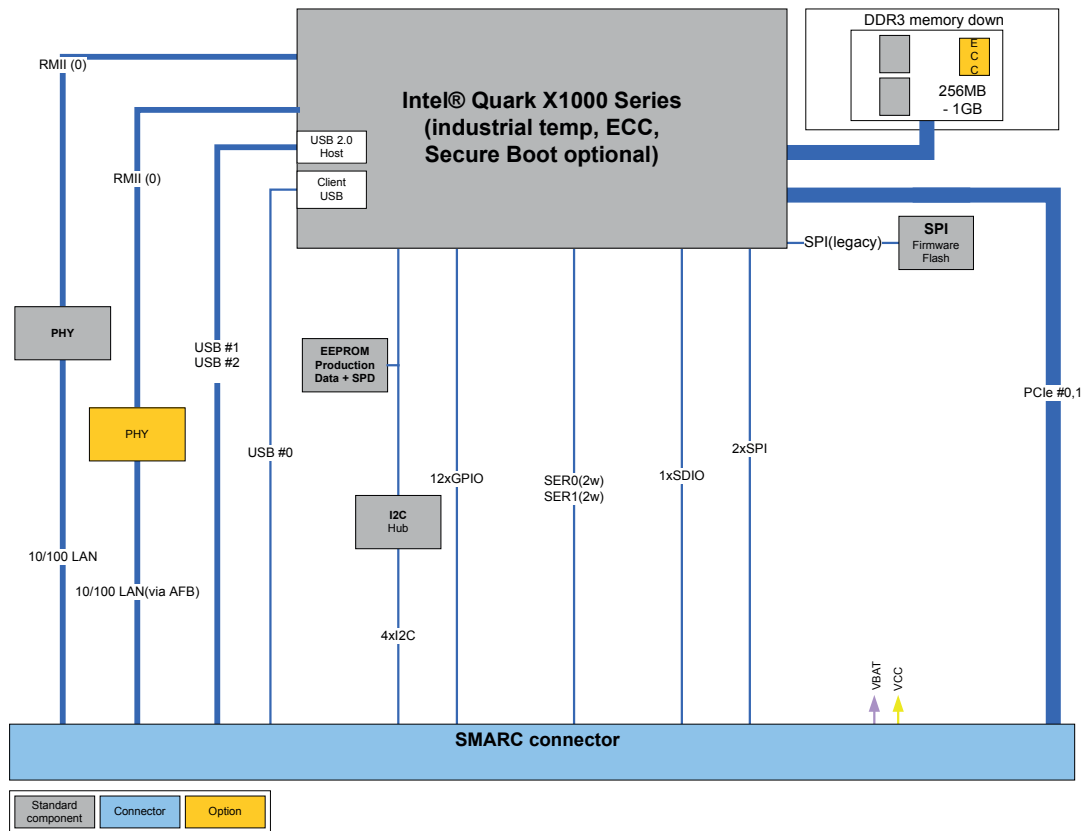 DDR3 memory down
E
C
C
256MB
- 1GB
RMII (0)
Intel® Quark X1000 Series
(industrial temp, ECC,
Secure Boot optional)
USB 2.0
Host
RMII (0)
Client
USB
SPI(legacy)
SPI
Firmware
Flash
PHY
USB #1
USB #2
EEPROM
Production
Data + SPD
PCIe #0,1
PHY
USB #0
2xSPI
12xGPIO
SER0(2w)
SER1(2w)
1xSDIO
I2C
Hub
10/100 LAN
10/100 LAN(via AFB)
4xI2C
VBAT
VCC
SMARC connector
Standard
component
Connector
Option